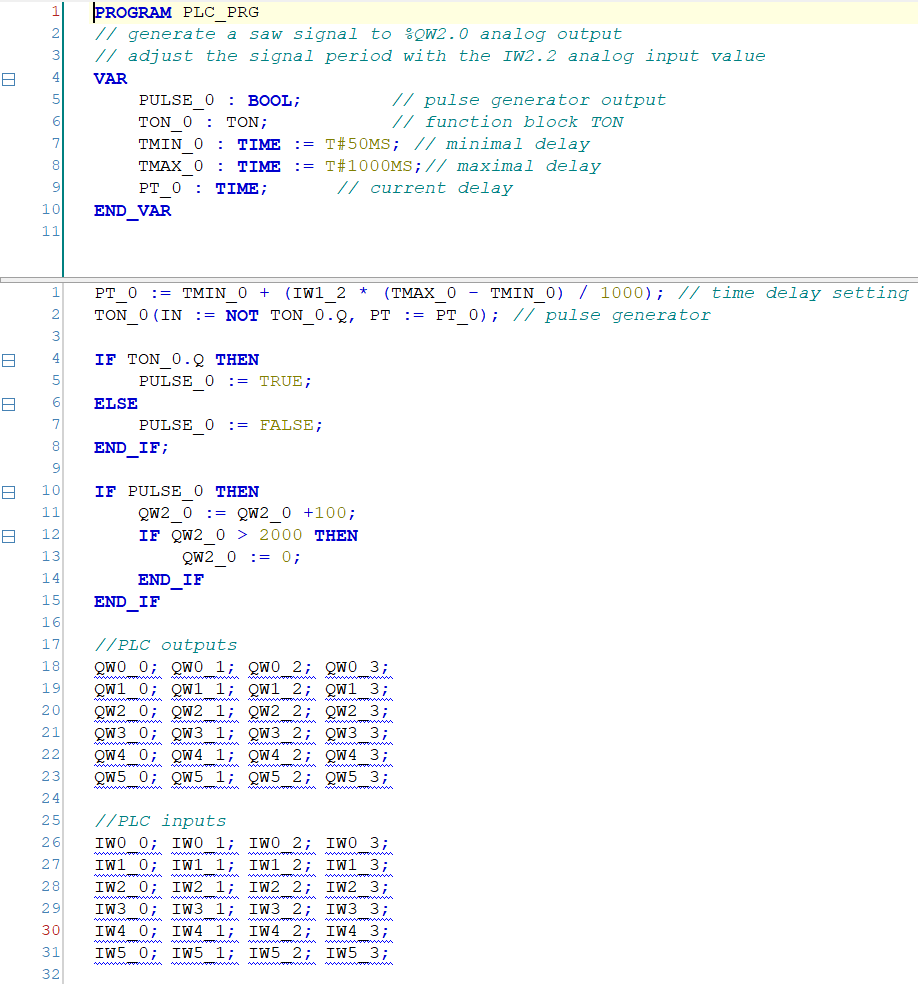 1 PROGRAM PLC_PRG
2 // generate a saw signal to %QW2.0 analog output
3 // adjust the signal period with the IW2.2 analog input value
4 VAR
5 PULSE_0 : BOOL; // pulse generator output
6 TON_0 : TON; // function block TON
7 TMIN_0 : TIME := T#50MS; // minimal delay
8 TMAX_0 : TIME := T#1000MS;// maximal delay
9 PT_0 : TIME; // current delay
10 END_VAR
11
1 PT_0 := TMIN_0 + (IW1_2 * (TMAX_0 - TMIN_0) / 1000); // time delay setting
2 TON_0(IN := NOT TON_0.Q, PT := PT_0); // pulse generator
3
4 IF TON_0.Q THEN
5 PULSE_0 := TRUE;
6 ELSE
7 PULSE_0 := FALSE;
8 END_IF;
9
10 IF PULSE_0 THEN
11 QW2_0 := QW2_0 +100;
12 IF QW2_0 > 2000 THEN
13 QW2_0 := 0;
14 END_IF
15 END_IF
16
17 //PLC outputs
18 QW0_0; QW0_1; QW0_2; QW0_3;
19 QW1_0; QW1_1; QW1_2; QW1_3;
20 QW2_0; QW2_1; QW2_2; QW2_3;
21 QW3_0; QW3_1; QW3_2; QW3_3;
22 QW4_0; QW4_1; QW4_2; QW4_3;
23 QW5_0; QW5_1; QW5_2; QW5_3;
24
25 //PLC inputs
26 IW0_0; IW0_1; IW0_2; IW0_3;
27 IW1_0; IW1_1; IW1_2; IW1_3;
28 IW2_0; IW2_1; IW2_2; IW2_3;
29 IW3_0; IW3_1; IW3_2; IW3_3;
30 IW4_0; IW4_1; IW4_2; IW4_3;
31 IW5_0; IW5_1; IW5_2; IW5_3;
32